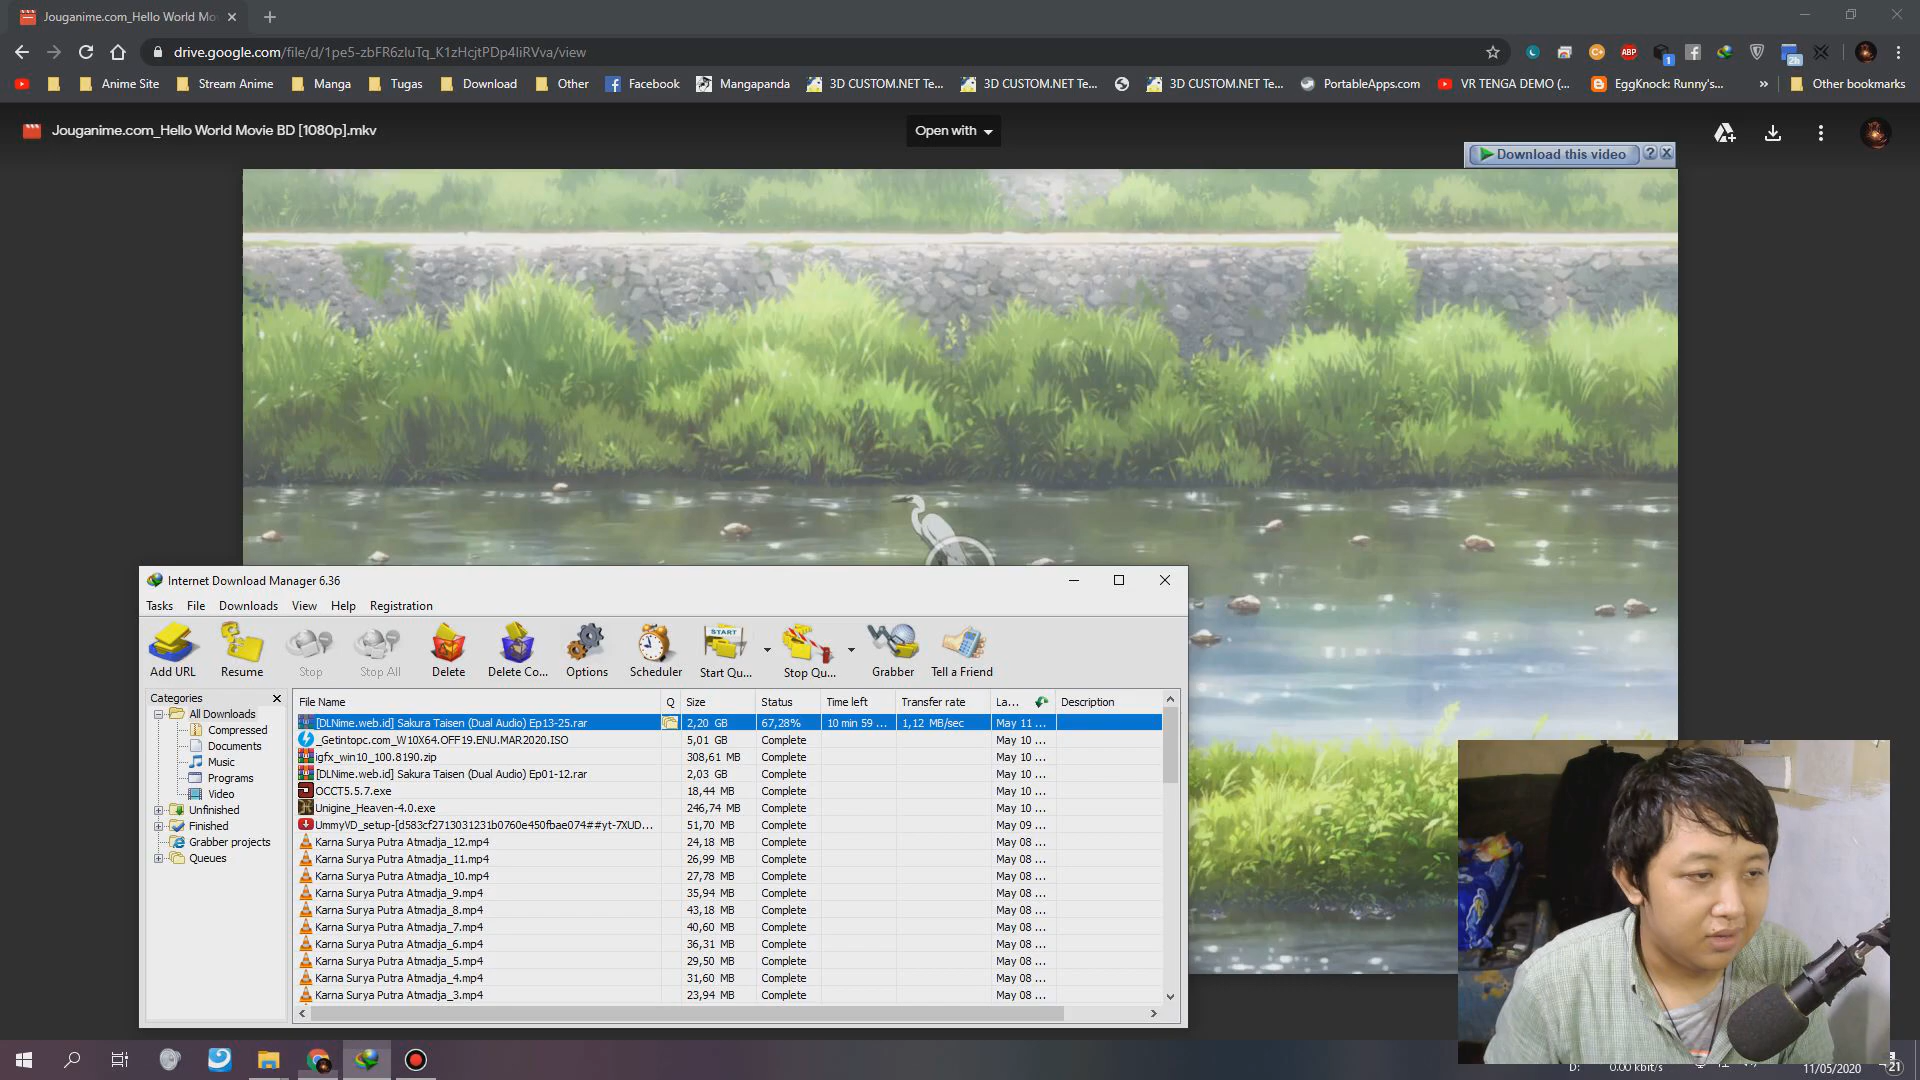 Jouganime.com_Hello World Mo
drive.google.com/file/d/1pe5-zbFR6zluTq_K1zHcjtPDp4IiRVva/view
ABP
1
2h
Anime Site
Stream Anime
Manga
Tugas
Download
Other
Facebook
Mangapanda
3D CUSTOM.NET Te...
3D CUSTOM.NET Te...
3D CUSTOM.NET Te...
PortableApps.com
VR TENGA DEMO (...
EggKnock: Runny's...
»
Other bookmarks
Jouganime.com_Hello World Movie BD [1080p].mkv
Open with
Download this video
?
Internet Download Manager 6.36
Tasks File Downloads View Help Registration
START
Add URL Resume Stop Stop All Delete Delete Co... Options Scheduler Start Qu... Stop Qu... Grabber Tell a Friend
Categories
All Downloads
Compressed
Documents
Music
Programs
Video
Unfinished
Finished
Grabber projects
Queues
File Name Q Size Status Time left Transfer rate La... Description
[DLNime.web.id] Sakura Taisen (Dual Audio) Ep13-25.rar 2,20 GB 67,28% 10 min 59 ... 1,12 MB/sec May 11 ...
_Getintopc.com_W10X64.OFF19.ENU.MAR2020.ISO 5,01 GB Complete May 10 ...
igfx_win10_100.8190.zip 308,61 MB Complete May 10 ...
[DLNime.web.id] Sakura Taisen (Dual Audio) Ep01-12.rar 2,03 GB Complete May 10 ...
OCCT5.5.7.exe 18,44 MB Complete May 10 ...
Unigine_Heaven-4.0.exe 246,74 MB Complete May 10 ...
UmmyVD_setup-[d583cf2713031231b0760e450fbae074##yt-7XUD... 51,70 MB Complete May 09 ...
Karna Surya Putra Atmadja_12.mp4 24,18 MB Complete May 08 ...
Karna Surya Putra Atmadja_11.mp4 26,99 MB Complete May 08 ...
Karna Surya Putra Atmadja_10.mp4 27,78 MB Complete May 08 ...
Karna Surya Putra Atmadja_9.mp4 35,94 MB Complete May 08 ...
Karna Surya Putra Atmadja_8.mp4 43,18 MB Complete May 08 ...
Karna Surya Putra Atmadja_7.mp4 40,60 MB Complete May 08 ...
Karna Surya Putra Atmadja_6.mp4 36,31 MB Complete May 08 ...
Karna Surya Putra Atmadja_5.mp4 29,50 MB Complete May 08 ...
Karna Surya Putra Atmadja_4.mp4 31,60 MB Complete May 08 ...
Karna Surya Putra Atmadja_3.mp4 23,94 MB Complete May 08 ...
D: 0.00 kbit/s
11/05/2020
21